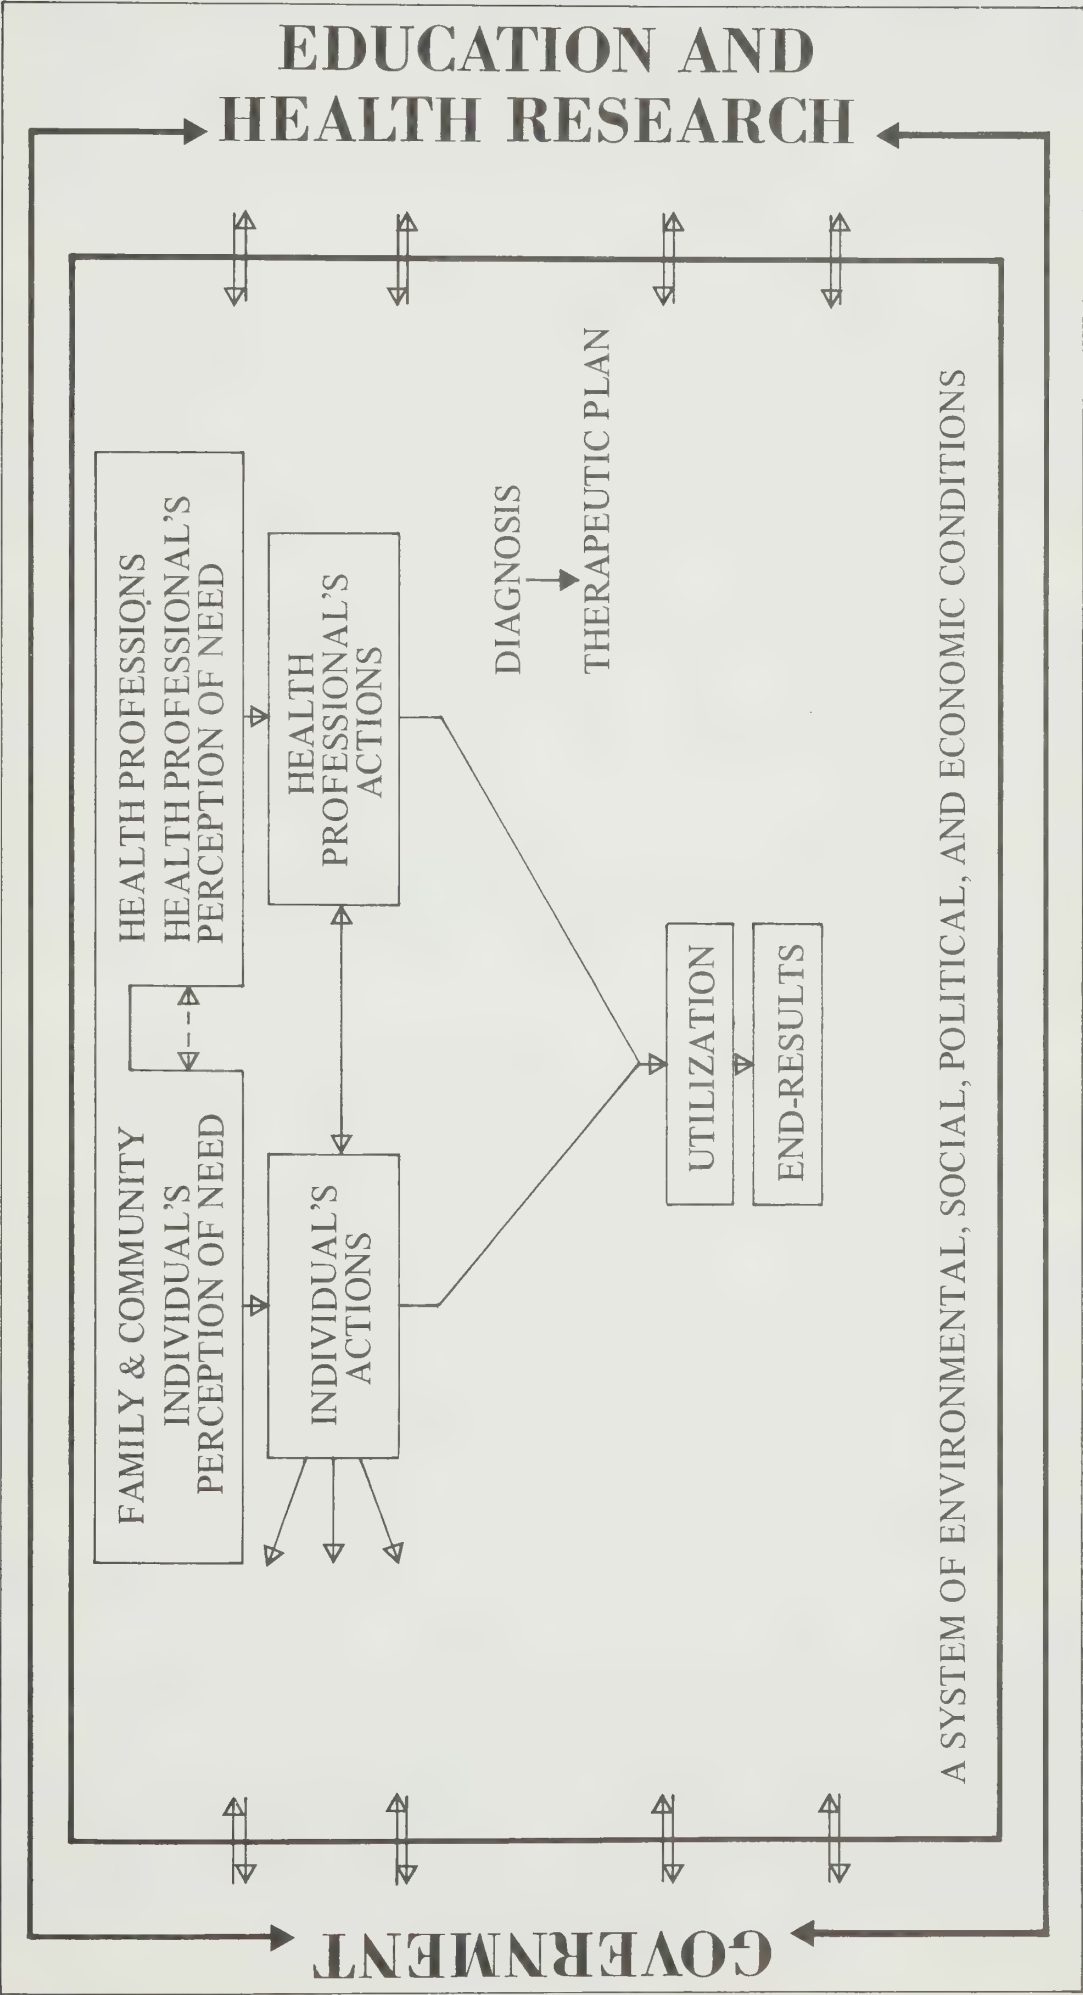 EDUCATION AND
HEALTH RESEARCH
FAMILY & COMMUNITY
INDIVIDUAL'S
PERCEPTION OF NEED
HEALTH PROFESSIONS
HEALTH PROFESSIONAL'S
PERCEPTION OF NEED
INDIVIDUAL'S
ACTIONS
HEALTH
PROFESSIONAL'S
ACTIONS
DIAGNOSIS
THERAPEUTIC PLAN
UTILIZATION
END-RESULTS
A SYSTEM OF ENVIRONMENTAL, SOCIAL, POLITICAL, AND ECONOMIC CONDITIONS
GOVERNMENT